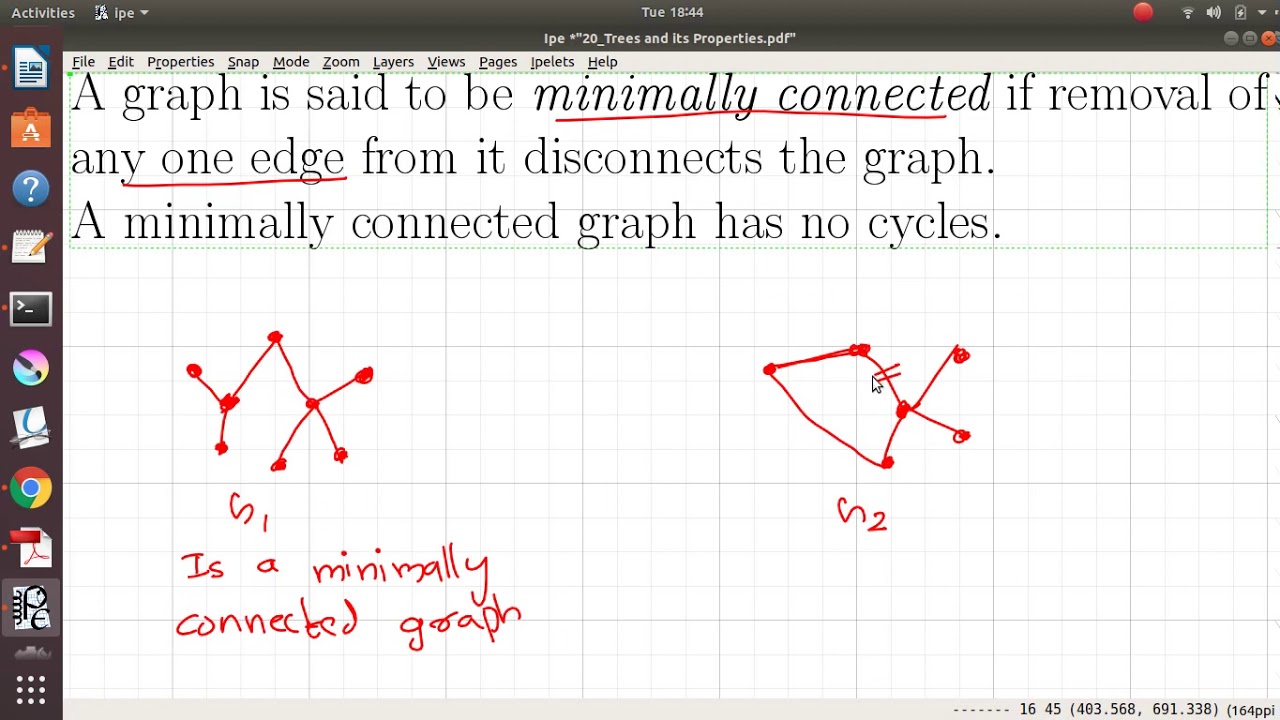 Activities ipe Tue 18:44
Ipe *"20_Trees and its Properties.pdf"
File Edit Properties Snap Mode Zoom Layers Views Pages Ipelets Help
A graph is said to be minimally connected if removal of
any one edge from it disconnects the graph.
A minimally connected graph has no cycles.
G1
G2
Is a minimally
connected graph
------- 16 45 (403.568, 691.338) (164ppi